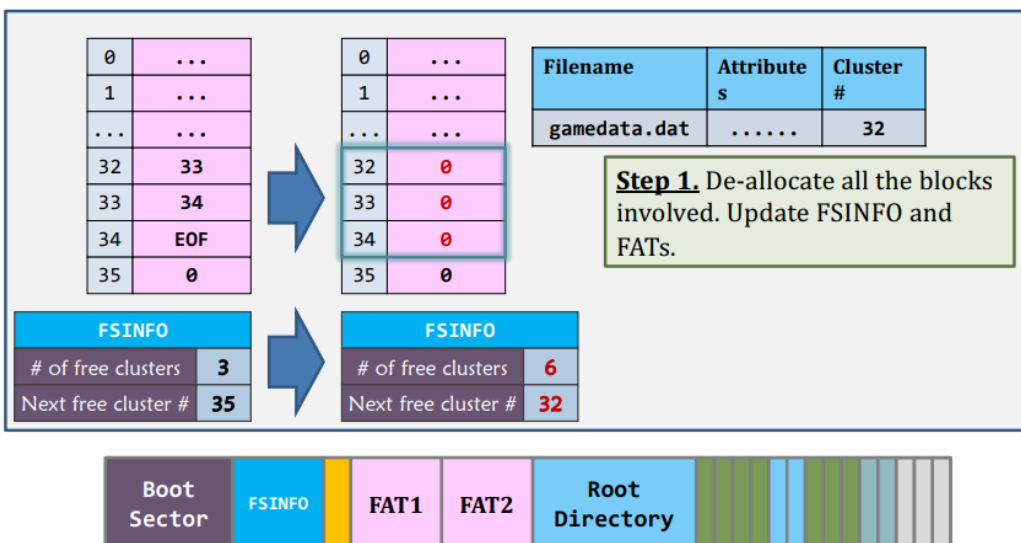 0 ...
1 ...
... ...
32 33
33 34
34 EOF
35 0
0 ...
1 ...
... ...
32 0
33 0
34 0
35 0
Filename Attribute
s Cluster
#
gamedata.dat ...... 32
Step 1. De-allocate all the blocks
involved. Update FSINFO and
FATs.
FSINFO
# of free clusters 3
Next free cluster # 35
FSINFO
# of free clusters 6
Next free cluster # 32
Boot
Sector
FSINFO
FAT1
FAT2
Root
Directory